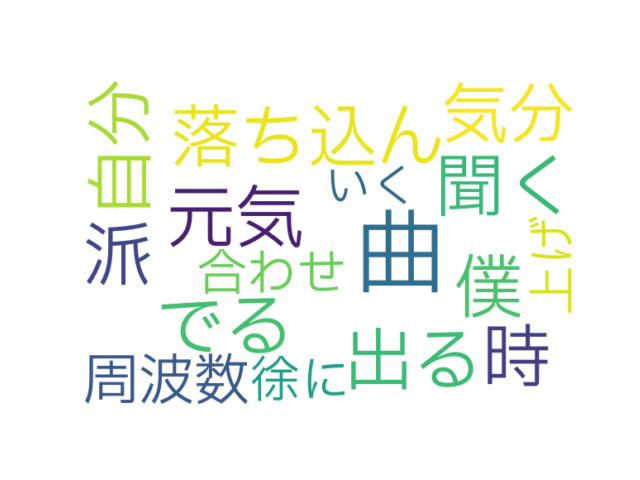 自分
落ち込ん
気分
元気
いく
聞く
派
合わせ
曲
僕
上げ
でる
周波数
徐に
出る
時